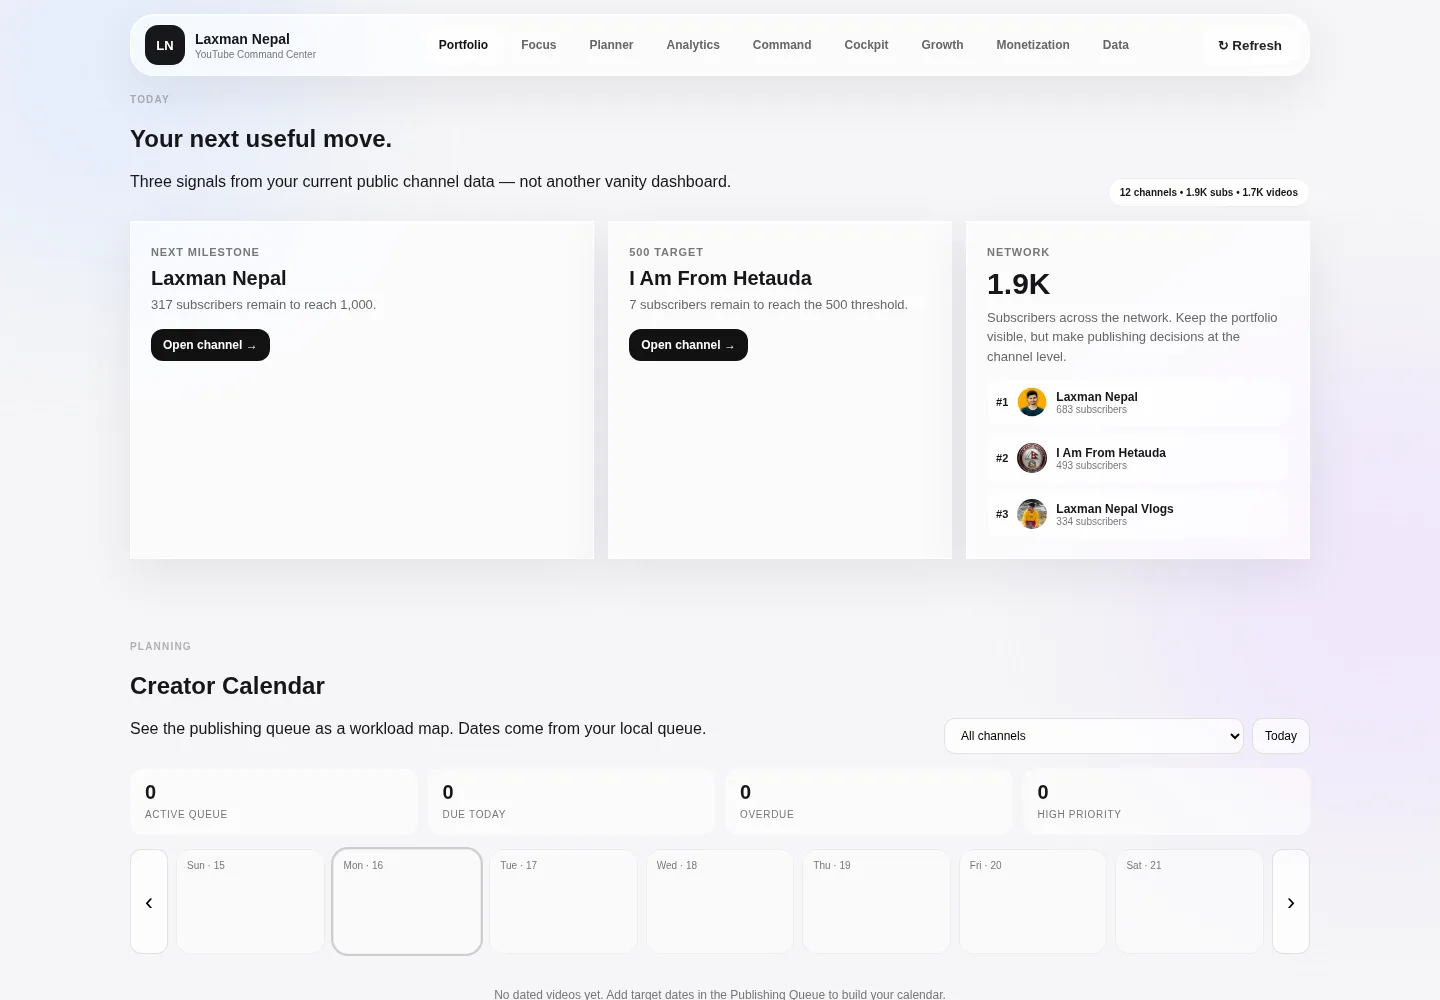 LN
Laxman Nepal
YouTube Command Center
Portfolio
Focus
Planner
Analytics
Command
Cockpit
Growth
Monetization
Data
↻ Refresh
TODAY
Your next useful move.
Three signals from your current public channel data — not another vanity dashboard.
12 channels • 1.9K subs • 1.7K videos
NEXT MILESTONE
Laxman Nepal
317 subscribers remain to reach 1,000.
Open channel →
500 TARGET
I Am From Hetauda
7 subscribers remain to reach the 500 threshold.
Open channel →
NETWORK
1.9K
Subscribers across the network. Keep the portfolio
visible, but make publishing decisions at the
channel level.
#1
Laxman Nepal
683 subscribers
#2
I Am From Hetauda
493 subscribers
#3
Laxman Nepal Vlogs
334 subscribers
PLANNING
Creator Calendar
See the publishing queue as a workload map. Dates come from your local queue.
All channels
Today
0
ACTIVE QUEUE
0
DUE TODAY
0
OVERDUE
0
HIGH PRIORITY
‹
Sun · 15
Mon · 16
Tue · 17
Wed · 18
Thu · 19
Fri · 20
Sat · 21
›
No dated videos yet. Add target dates in the Publishing Queue to build your calendar.